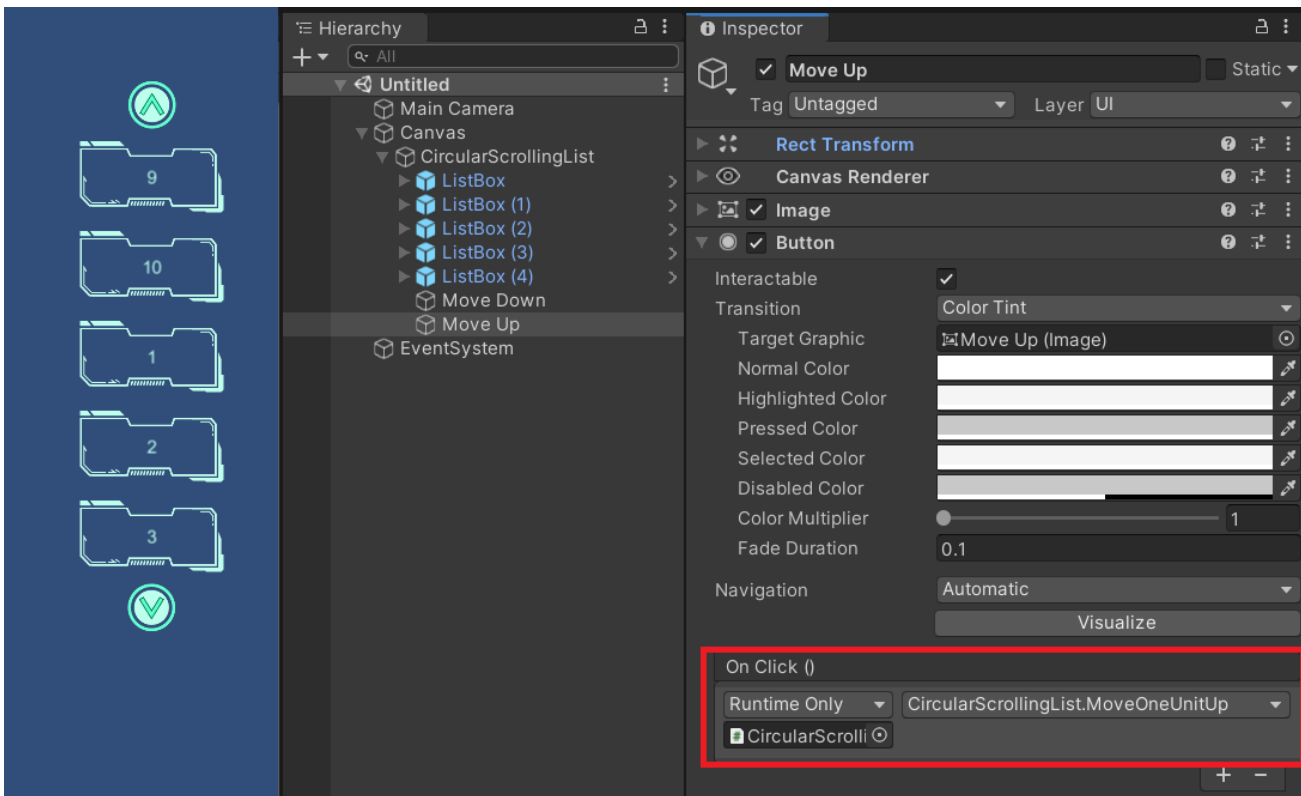 9
10
1
2
3
Hierarchy
All
Untitled
Main Camera
Canvas
CircularScrollingList
ListBox
ListBox (1)
ListBox (2)
ListBox (3)
ListBox (4)
Move Down
Move Up
EventSystem
Inspector
Move Up Static
Tag Untagged Layer UI
Rect Transform
Canvas Renderer
Image
Button
Interactable
Transition Color Tint
Target Graphic Move Up (Image)
Normal Color
Highlighted Color
Pressed Color
Selected Color
Disabled Color
Color Multiplier 1
Fade Duration 0.1
Navigation Automatic
Visualize
On Click ()
Runtime Only CircularScrollingList.MoveOneUnitUp
CircularScrolli